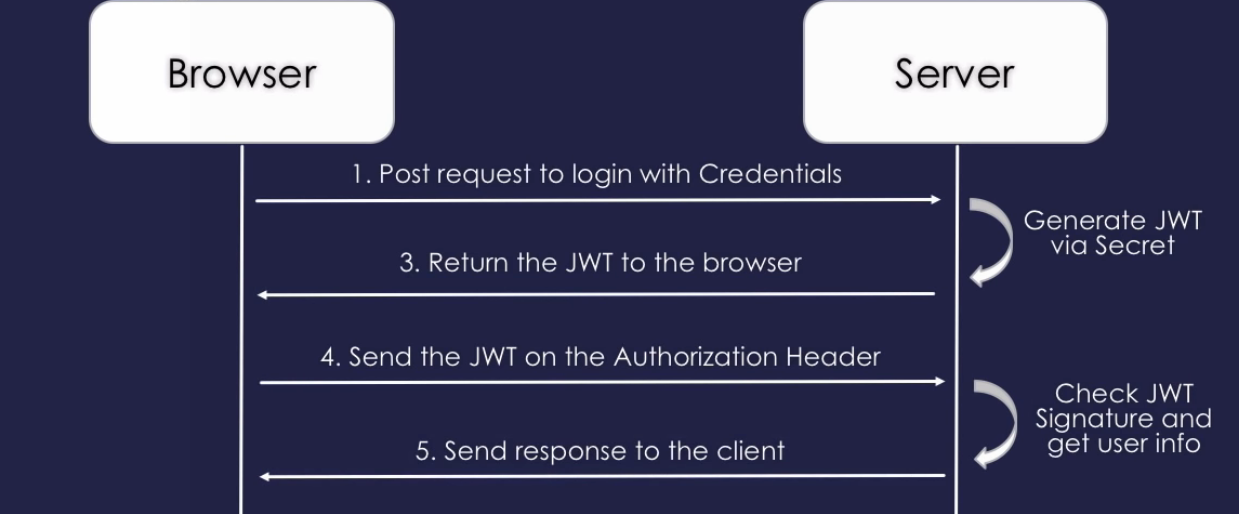 Browser
Server
1. Post request to login with Credentials
Generate JWT
via Secret
3. Return the JWT to the browser
4. Send the JWT on the Authorization Header
Check JWT
Signature and
get user info
5. Send response to the client